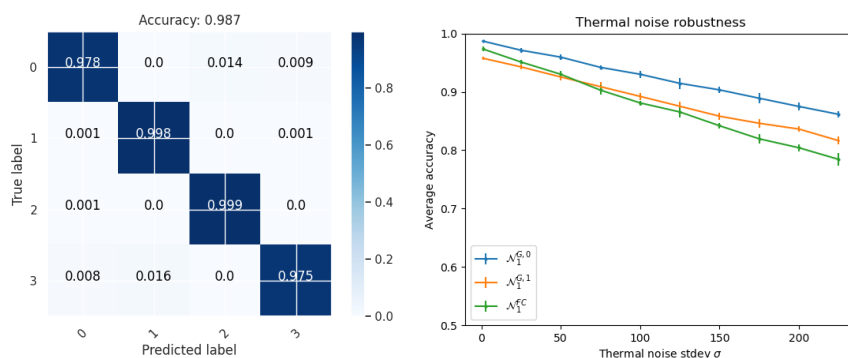 Accuracy: 0.987
True label
0
1
2
3
0.978 0.0 0.014 0.009
0.001 0.998 0.0 0.001
0.001 0.0 0.999 0.0
0.008 0.016 0.0 0.975
0 1 2 3
Predicted label
0.8
0.6
0.4
0.2
0.0
Thermal noise robustness
Average accuracy
1.0
0.9
0.8
0.7
0.6
0.5
𝒩₁^{G,0}
𝒩₁^{G,1}
𝒩₁^{FC}
0 50 100 150 200
Thermal noise stdev σ